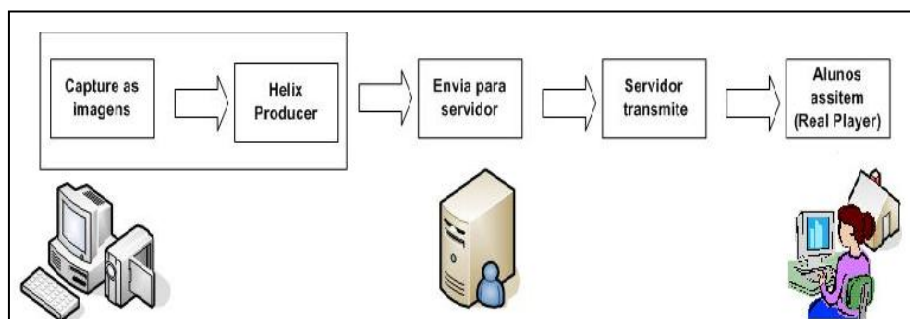 Capture as
imagens
Helix
Producer
Envia para
servidor
Servidor
transmite
Alunos
assitem
(Real Player)